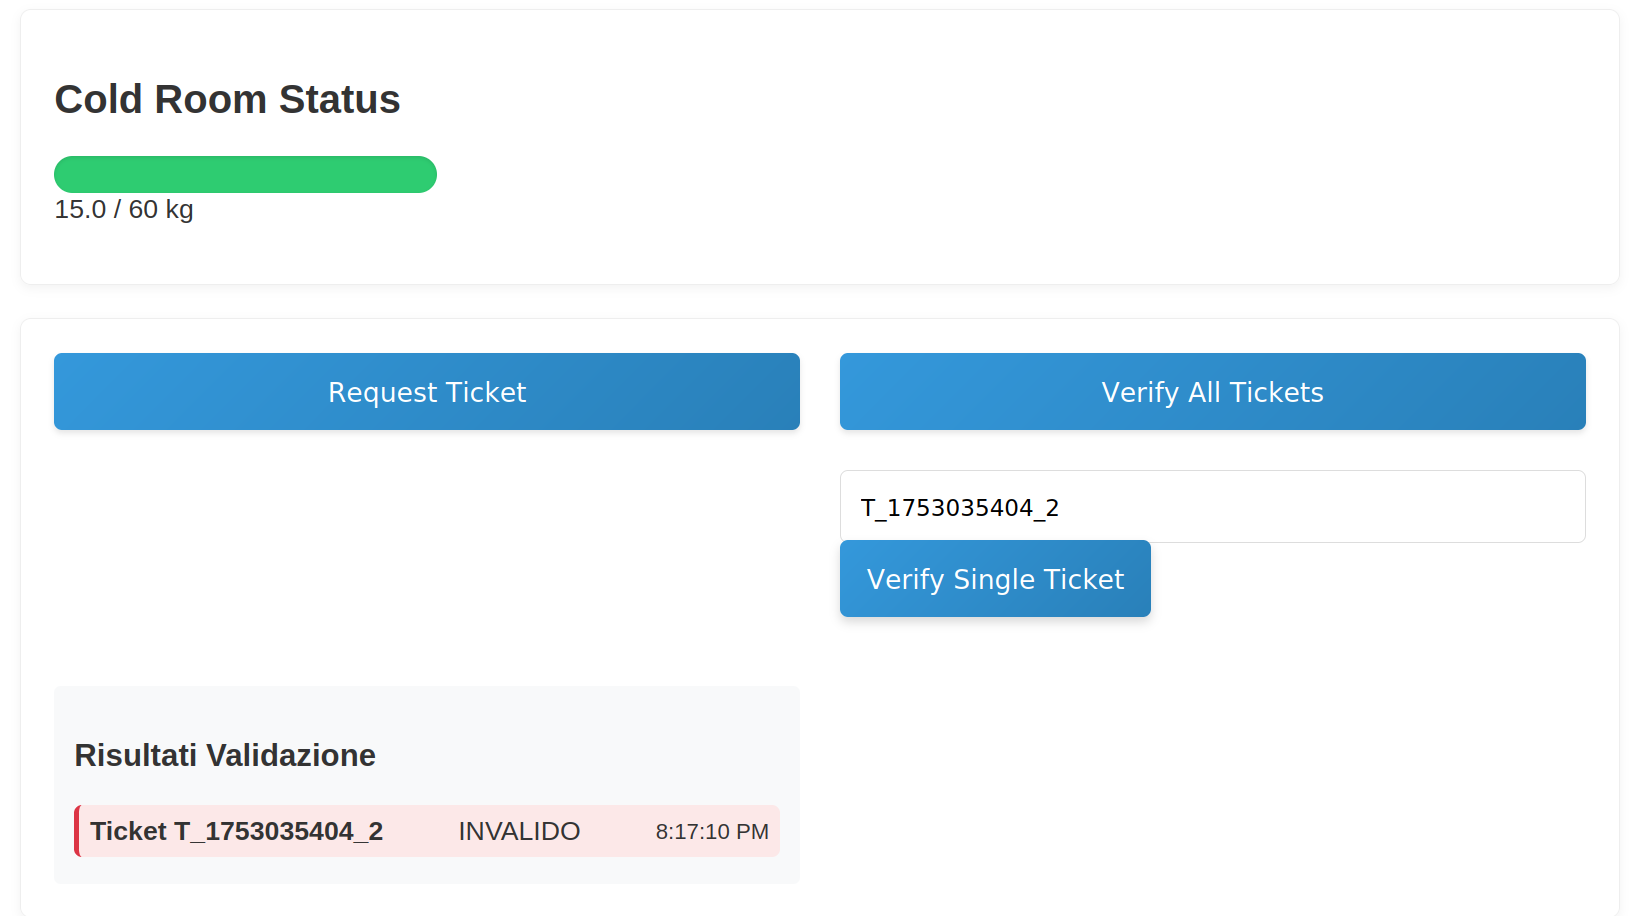 Cold Room Status
15.0 / 60 kg
Request Ticket
Verify All Tickets
T_1753035404_2
Verify Single Ticket
Risultati Validazione
Ticket T_1753035404_2 INVALIDO 8:17:10 PM